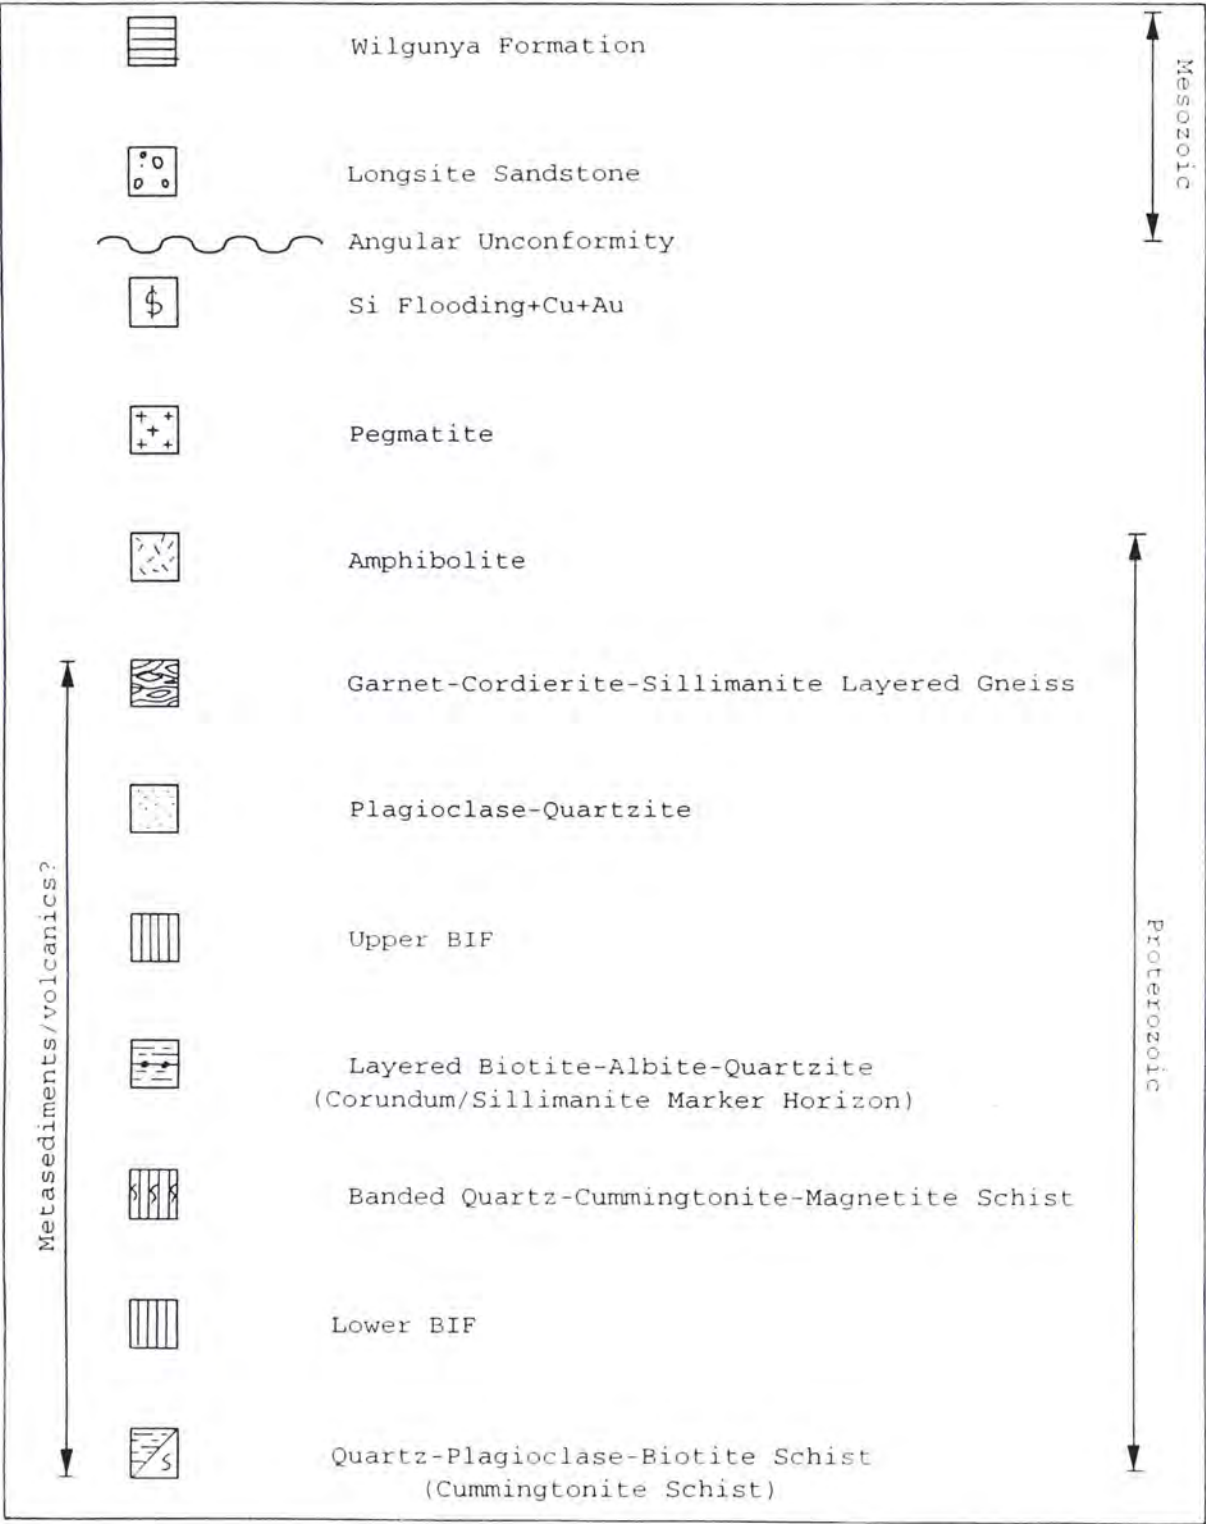 Wilgunya Formation
Mesozoic
Longsite Sandstone
Angular Unconformity
$
Si Flooding+Cu+Au
Pegmatite
Amphibolite
Garnet-Cordierite-Sillimanite Layered Gneiss
Plagioclase-Quartzite
Metasediments/volcanics?
Upper BIF
Proterozoic
Layered Biotite-Albite-Quartzite
(Corundum/Sillimanite Marker Horizon)
Banded Quartz-Cummingtonite-Magnetite Schist
Lower BIF
S
Quartz-Plagioclase-Biotite Schist
(Cummingtonite Schist)